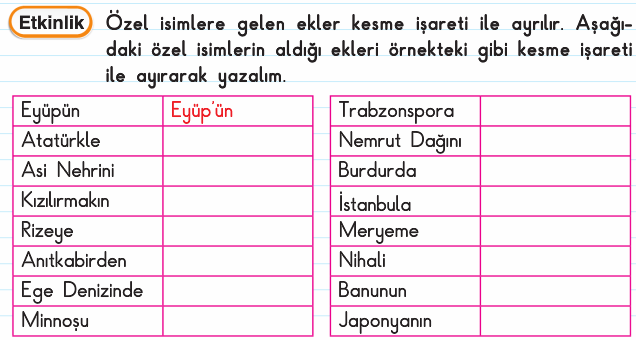 Etkinlik
Özel isimlere gelen ekler kesme işareti ile ayrılır. Aşağı-
daki özel isimlerin aldığı ekleri örnekteki gibi kesme işareti
ile ayırarak yazalım.
Eyüpün Eyüp'ün
Atatürkle
Asi Nehrini
Kızılırmakın
Rizeye
Anıtkabirden
Ege Denizinde
Minnoşu
Trabzonspora
Nemrut Dağını
Burdurda
İstanbula
Meryeme
Nihali
Banunun
Japonyanın